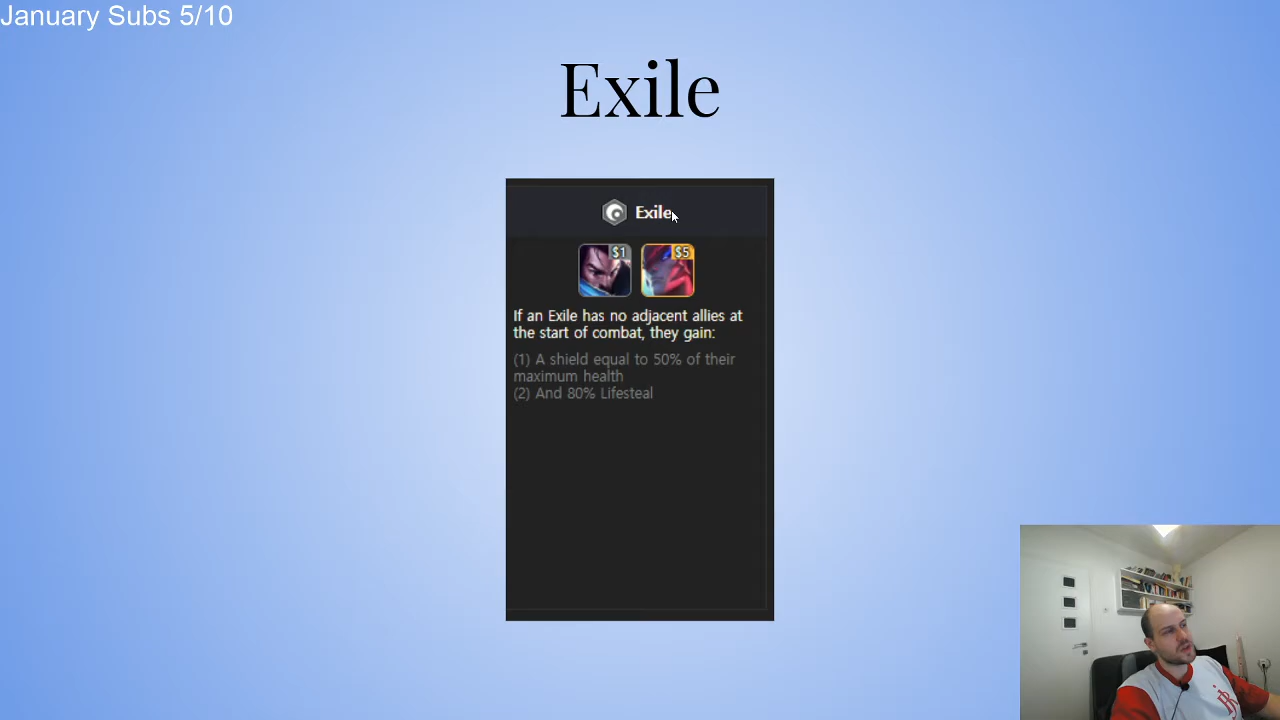 January Subs 5/10
Exile
Exile
$1
$5
If an Exile has no adjacent allies at
the start of combat, they gain:
(1) A shield equal to 50% of their
maximum health
(2) And 80% Lifesteal